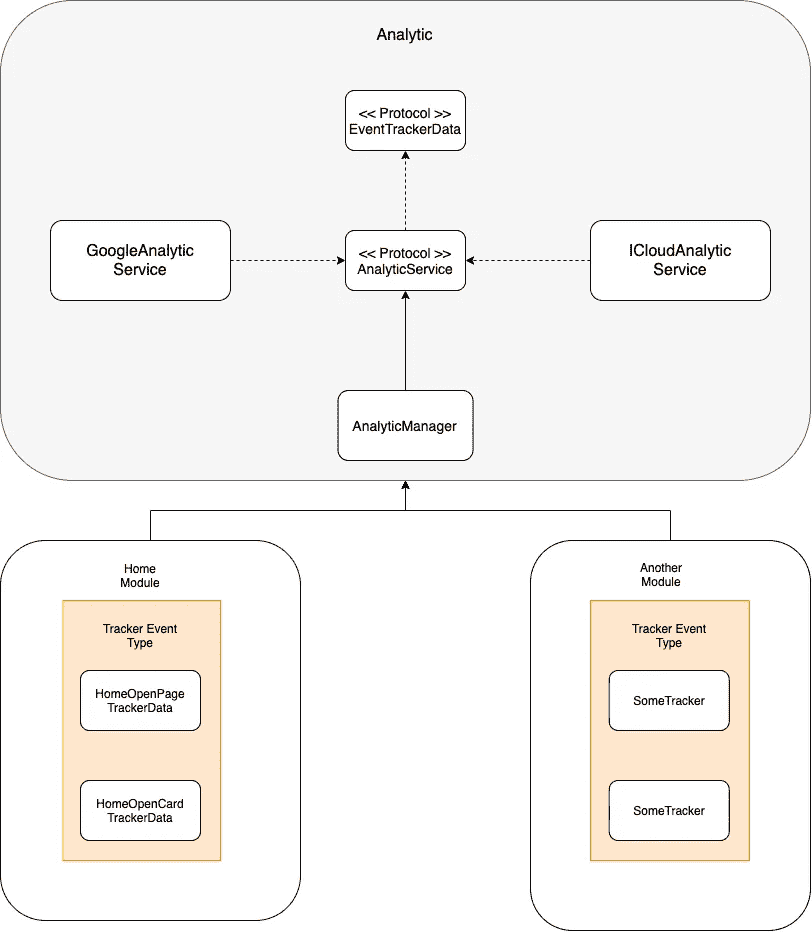 Analytic
<< Protocol >>
EventTrackerData
GoogleAnalytic
Service
<< Protocol >>
AnalyticService
ICloudAnalytic
Service
AnalyticManager
Home
Module
Tracker Event
Type
HomeOpenPage
TrackerData
HomeOpenCard
TrackerData
Another
Module
Tracker Event
Type
SomeTracker
SomeTracker